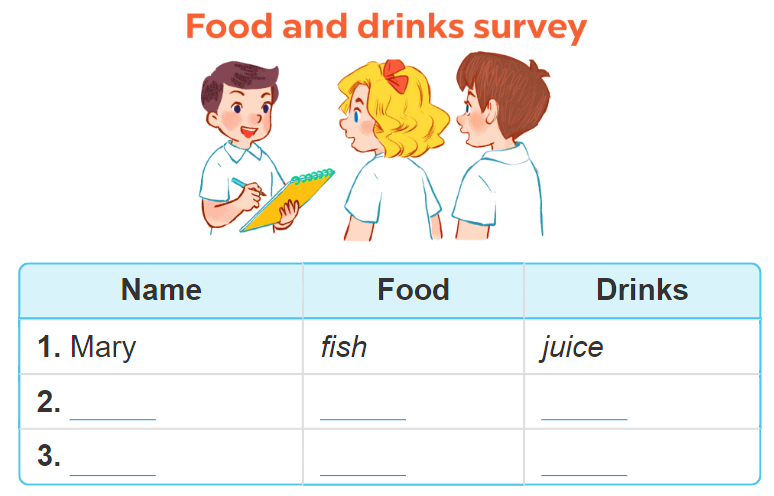 Food and drinks survey
Name Food Drinks
1. Mary fish juice
2. ______ ______ ______
3. ______ ______ ______